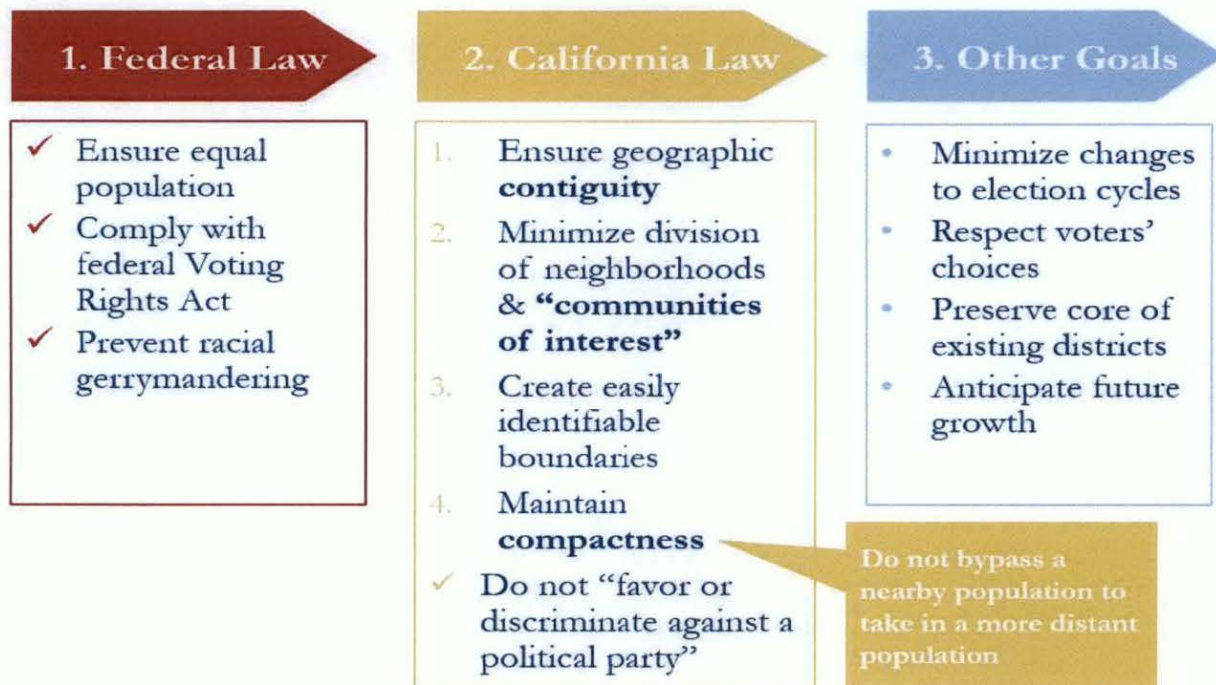 1. Federal Law
✓ Ensure equal
population
✓ Comply with
federal Voting
Rights Act
✓ Prevent racial
gerrymandering
2. California Law
1. Ensure geographic
contiguity
2. Minimize division
of neighborhoods
& “communities
of interest”
3. Create easily
identifiable
boundaries
4. Maintain
compactness
✓ Do not “favor or
discriminate against a
political party”
Do not bypass a
nearby population to
take in a more distant
population
3. Other Goals
• Minimize changes
to election cycles
• Respect voters’
choices
• Preserve core of
existing districts
• Anticipate future
growth